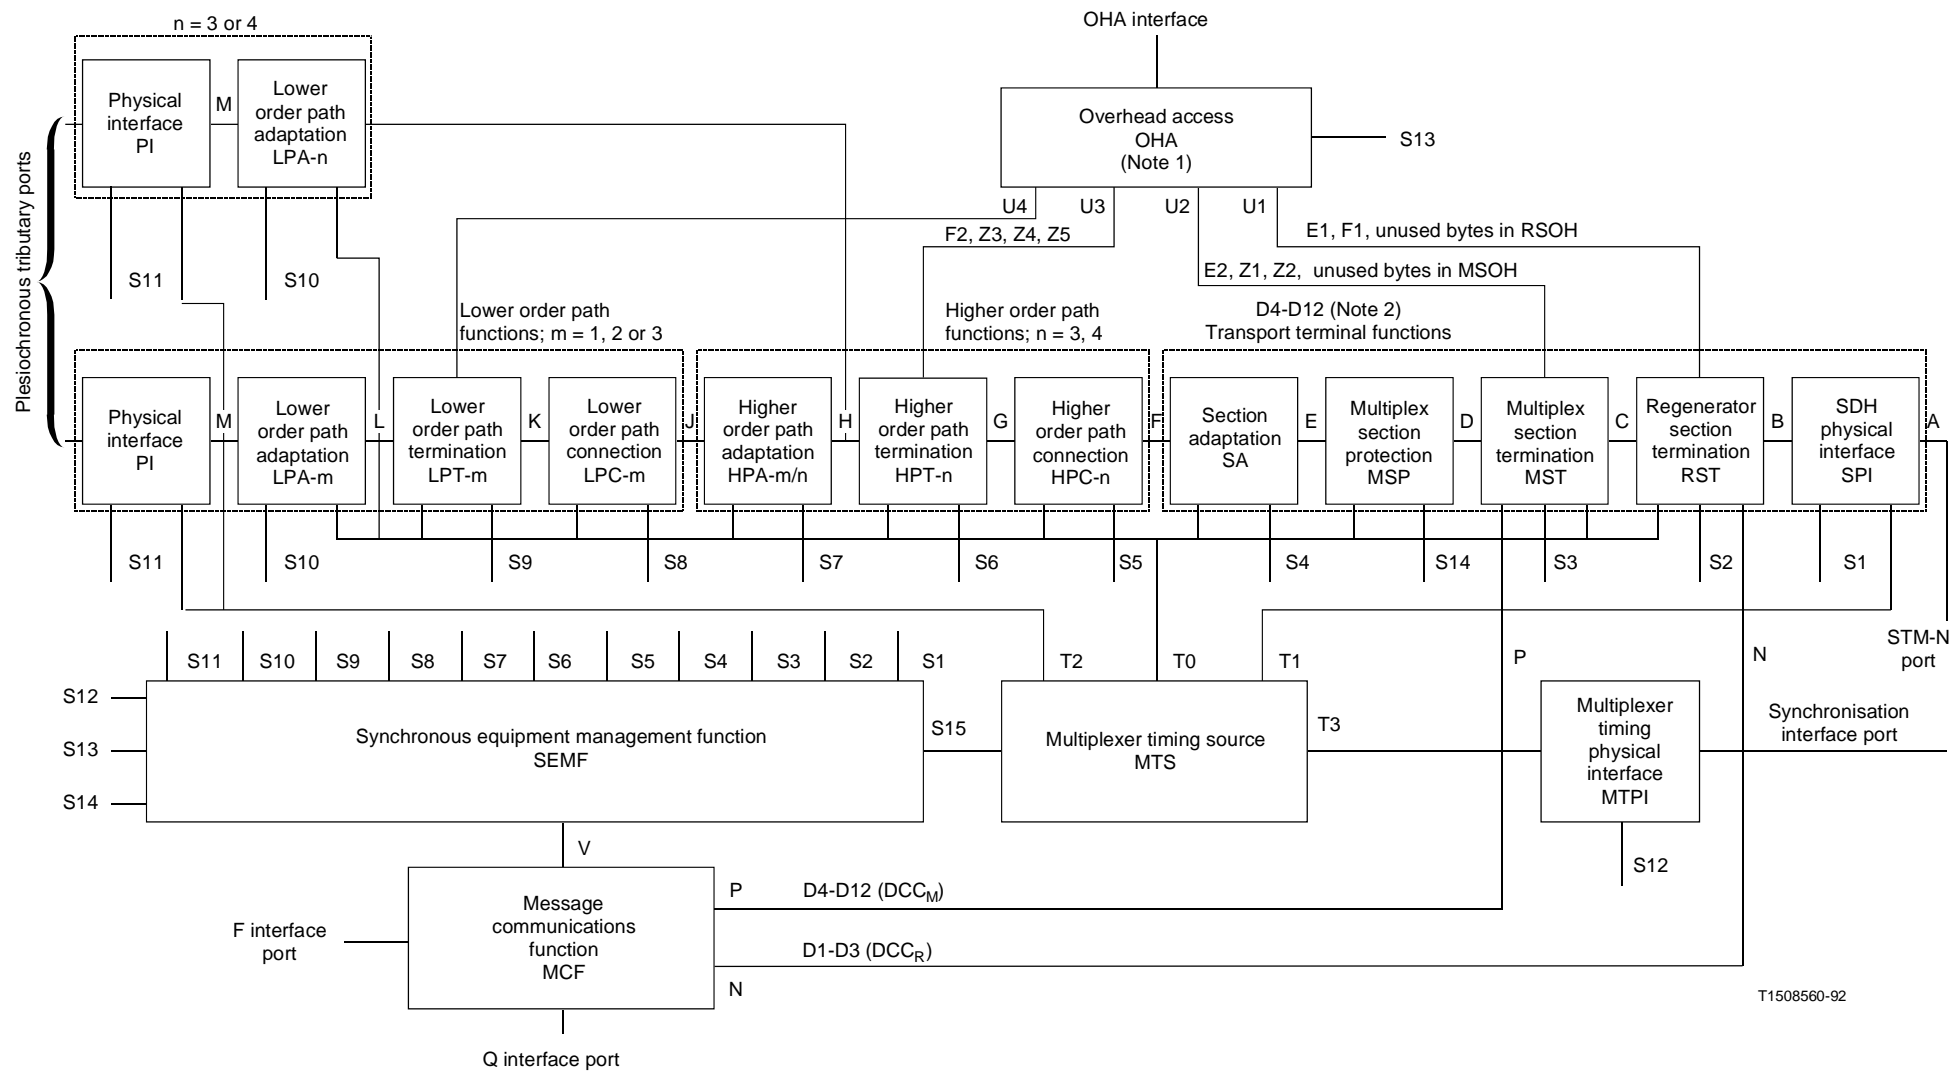 n = 3 or 4
OHA interface
Physical
interface
PI
M
Lower
order path
adaptation
LPA-n
Overhead access
OHA
(Note 1)
S13
Plesiochronous tributary ports
U4
U3
U2
U1
F2, Z3, Z4, Z5
E1, F1, unused bytes in RSOH
E2, Z1, Z2, unused bytes in MSOH
S11
S10
Lower order path
functions; m = 1, 2 or 3
Higher order path
functions; n = 3, 4
D4-D12 (Note 2)
Transport terminal functions
Physical
interface
PI
M
Lower
order path
adaptation
LPA-m
L
Lower
order path
termination
LPT-m
K
Lower
order path
connection
LPC-m
J
Higher
order path
adaptation
HPA-m/n
H
Higher
order path
termination
HPT-n
G
Higher
order path
connection
HPC-n
F
Section
adaptation
SA
E
Multiplex
section
protection
MSP
D
Multiplex
section
termination
MST
C
Regenerator
section
termination
RST
B
SDH
physical
interface
SPI
A
S11
S10
S9
S8
S7
S6
S5
S4
S14
S3
S2
S1
STM-N
port
S11
S10
S9
S8
S7
S6
S5
S4
S3
S2
S1
T2
T0
T1
P
N
S12
S13
S14
Synchronous equipment management function
SEMF
S15
Multiplexer timing source
MTS
T3
Multiplexer
timing
physical
interface
MTPI
Synchronisation
interface port
S12
V
Message
communications
function
MCF
F interface
port
P
D4-D12 (DCCM)
D1-D3 (DCCR)
N
Q interface port
T1508560-92